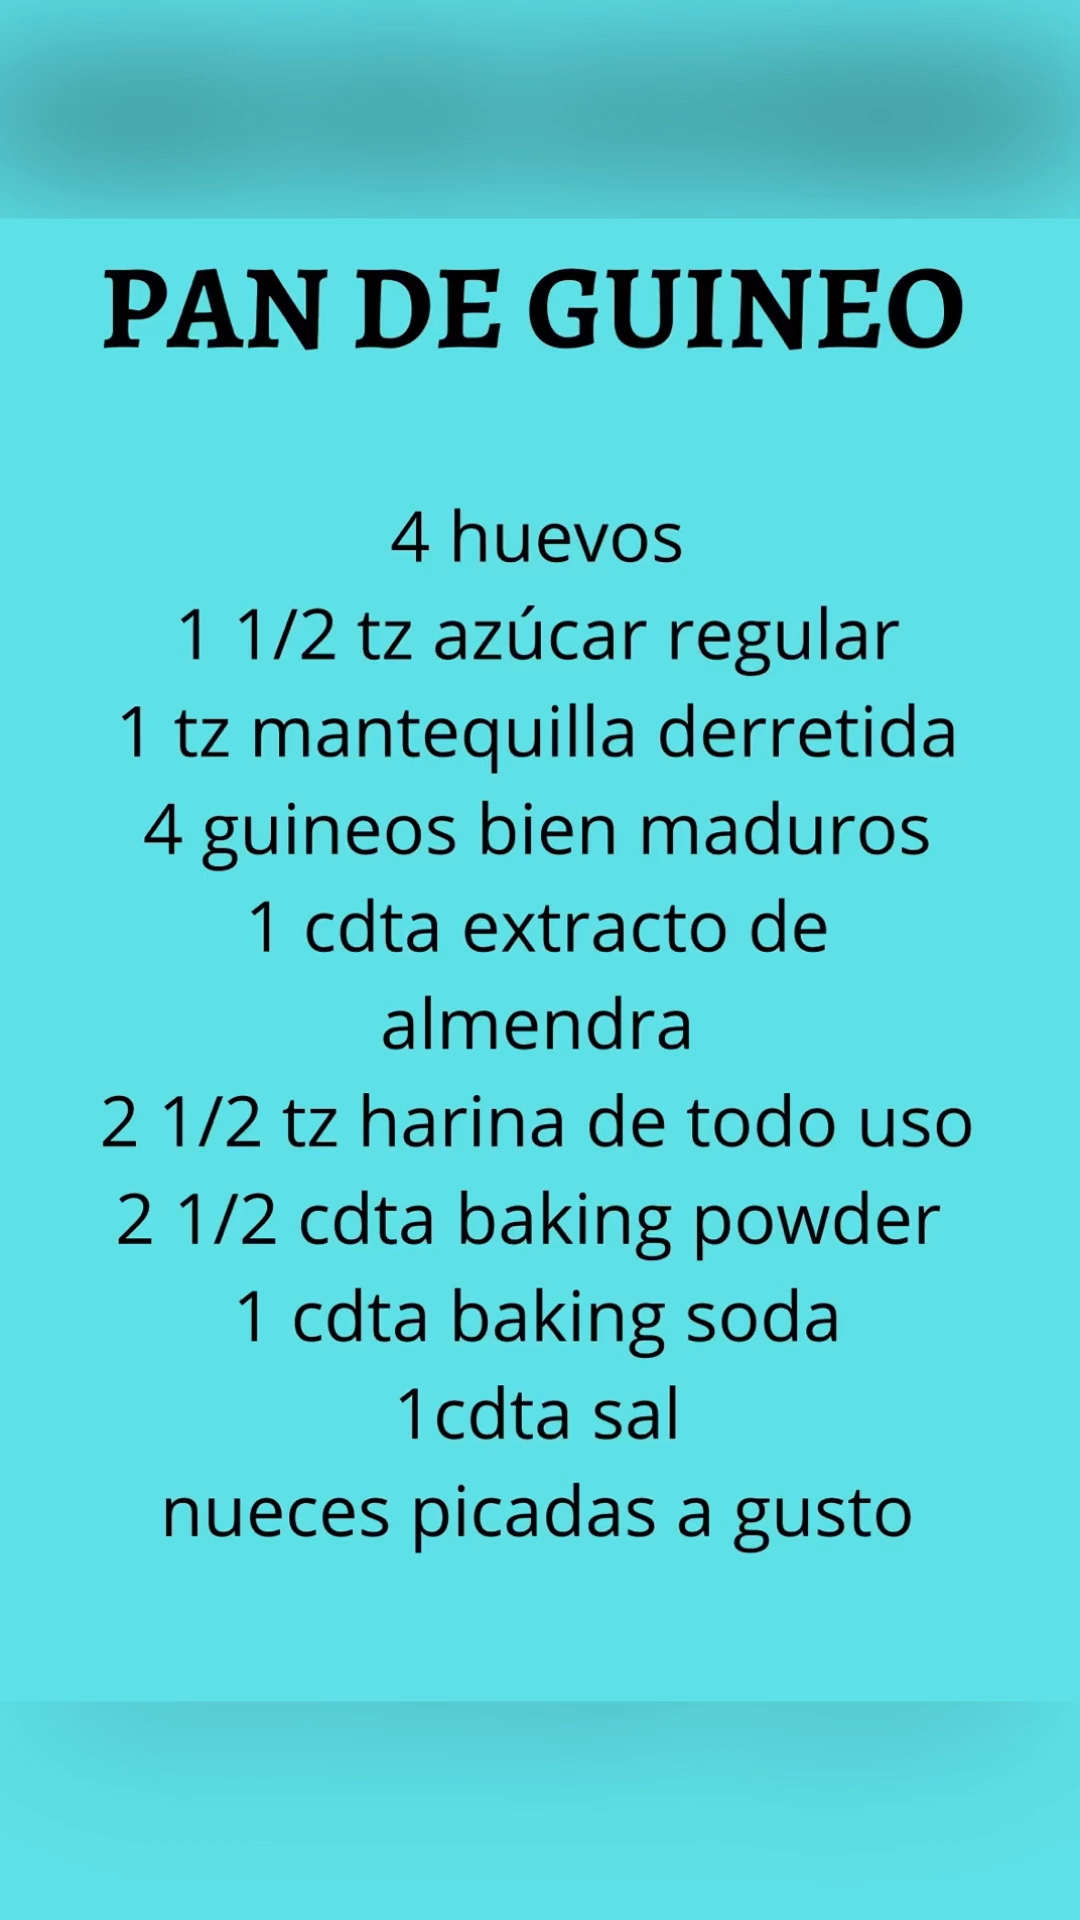 PAN DE GUINEO
4 huevos
1 1/2 tz azúcar regular
1 tz mantequilla derretida
4 guineos bien maduros
1 cdta extracto de
almendra
2 1/2 tz harina de todo uso
2 1/2 cdta baking powder
1 cdta baking soda
1cdta sal
nueces picadas a gusto